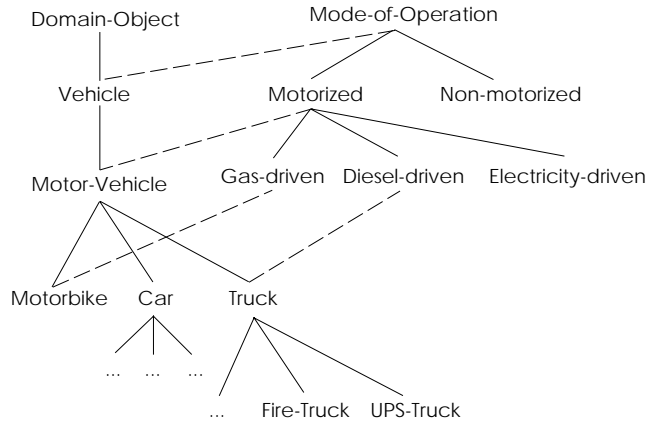 Domain-Object Mode-of-Operation
Vehicle Motorized Non-motorized
Motor-Vehicle Gas-driven Diesel-driven Electricity-driven
Motorbike Car Truck
... ... ...
... Fire-Truck UPS-Truck